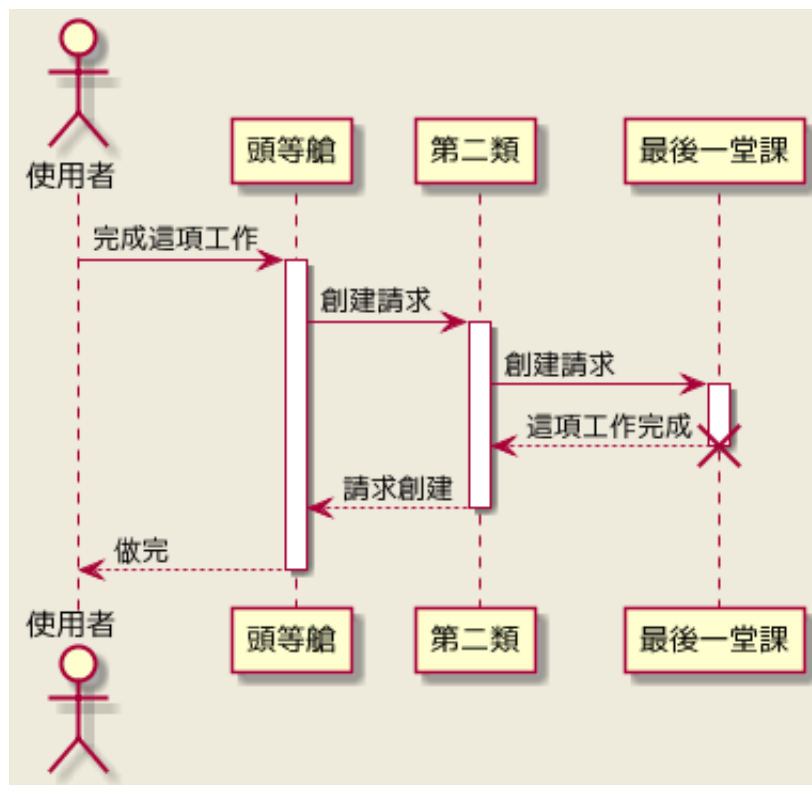 使用者
頭等艙
第二類
最後一堂課
完成這項工作
創建請求
創建請求
這項工作完成
請求創建
做完
使用者
頭等艙
第二類
最後一堂課